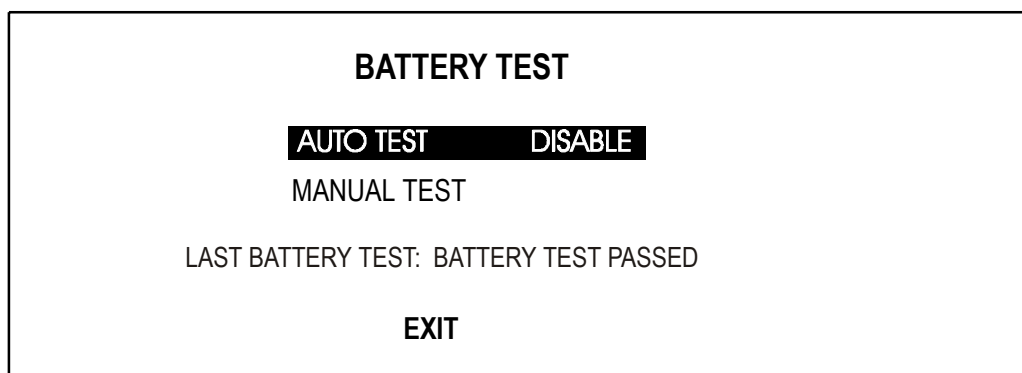 BATTERY TEST
AUTO TEST DISABLE
MANUAL TEST
LAST BATTERY TEST: BATTERY TEST PASSED
EXIT